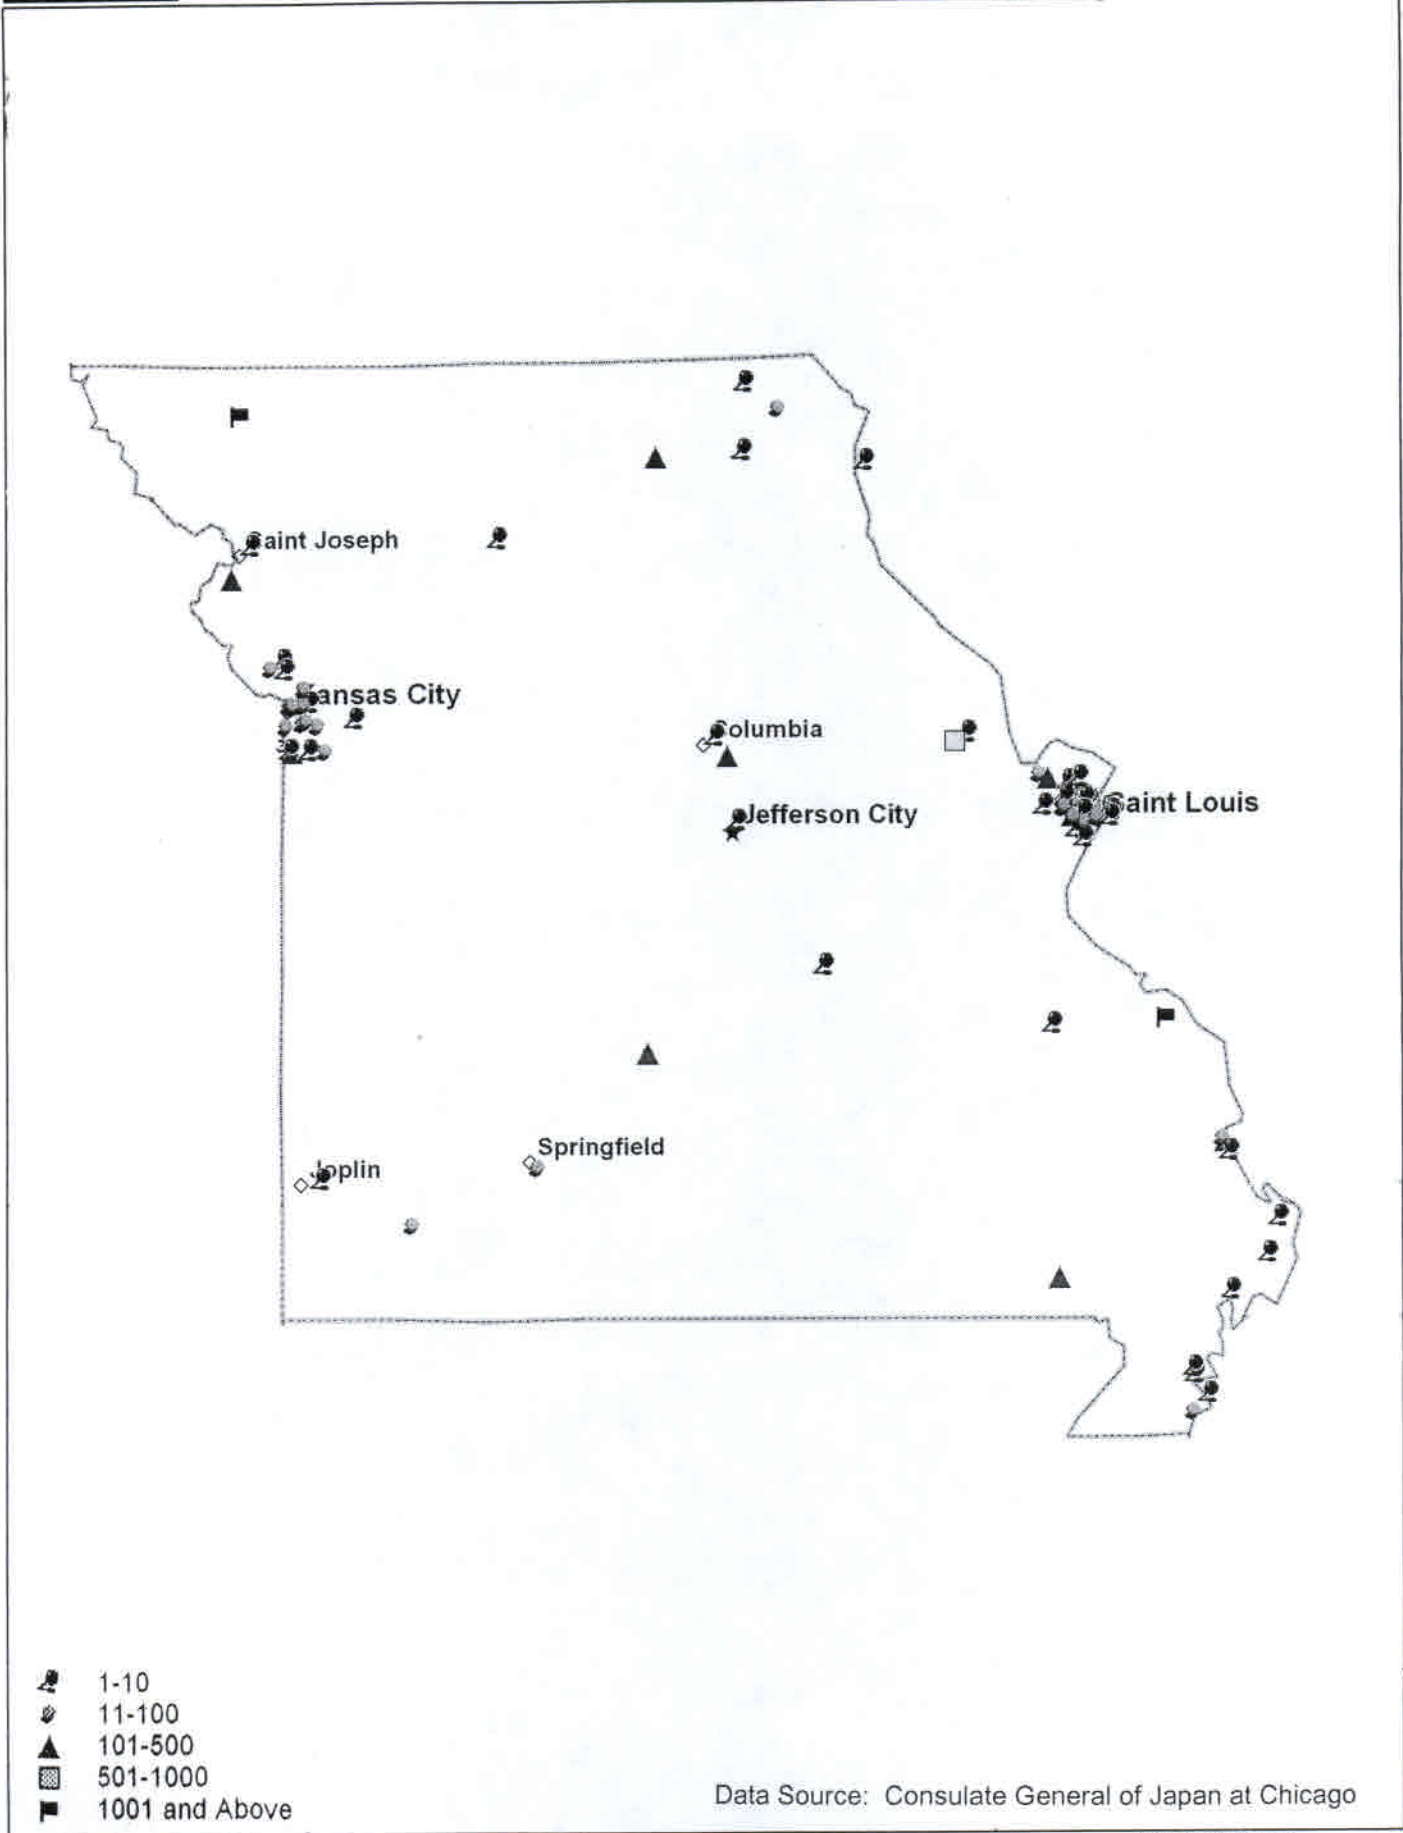 Saint Joseph
Kansas City
Columbia
Jefferson City
Saint Louis
Springfield
Joplin
1-10
11-100
101-500
501-1000
1001 and Above
Data Source: Consulate General of Japan at Chicago